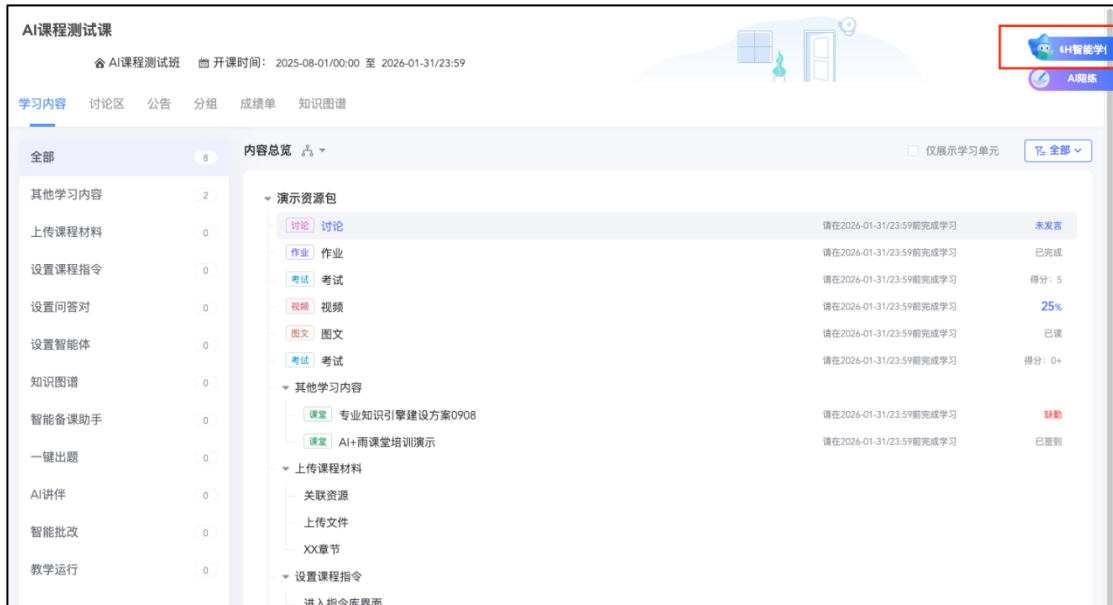 AI课程测试课
AI课程测试班 开课时间： 2025-08-01/00:00 至 2026-01-31/23:59
AI陪练
学习内容 讨论区 公告 分组 成绩单 知识图谱
全部 8
其他学习内容 2
上传课程材料 0
设置课程指令 0
设置问答对 0
设置智能体 0
知识图谱 0
智能备课助手 0
一键出题 0
AI讲伴 0
智能批改 0
教学运行 0
内容总览 仅展示学习单元 全部
演示资源包
讨论 讨论 请在2026-01-31/23:59前完成学习 未发言
作业 作业 请在2026-01-31/23:59前完成学习 已完成
考试 考试 请在2026-01-31/23:59前完成学习 得分：5
视频 视频 请在2026-01-31/23:59前完成学习 25%
图文 图文 请在2026-01-31/23:59前完成学习 已读
考试 考试 请在2026-01-31/23:59前完成学习 得分：0+
其他学习内容
课堂 专业知识引擎建设方案0908 请在2026-01-31/23:59前完成学习 缺勤
课堂 AI+雨课堂培训演示 请在2026-01-31/23:59前完成学习 已签到
上传课程材料
关联资源
上传文件
XX章节
设置课程指令
进入指令库界面